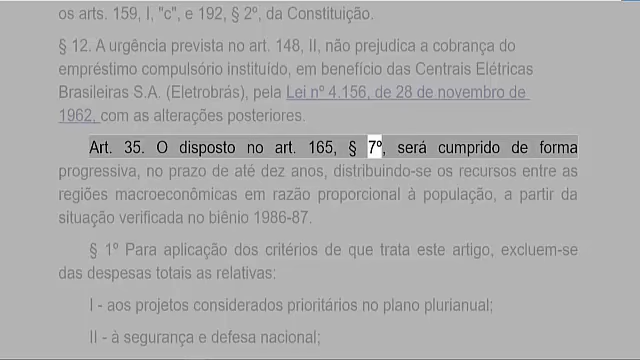 os arts. 159, I, "c", e 192, § 2º, da Constituição.
§ 12. A urgência prevista no art. 148, II, não prejudica a cobrança do
empréstimo compulsório instituído, em benefício das Centrais Elétricas
Brasileiras S.A. (Eletrobrás), pela Lei nº 4.156, de 28 de novembro de
1962, com as alterações posteriores.
Art. 35. O disposto no art. 165, § 7º, será cumprido de forma
progressiva, no prazo de até dez anos, distribuindo-se os recursos entre as
regiões macroeconômicas em razão proporcional à população, a partir da
situação verificada no biênio 1986-87.
§ 1º Para aplicação dos critérios de que trata este artigo, excluem-se
das despesas totais as relativas:
I - aos projetos considerados prioritários no plano plurianual;
II - à segurança e defesa nacional;